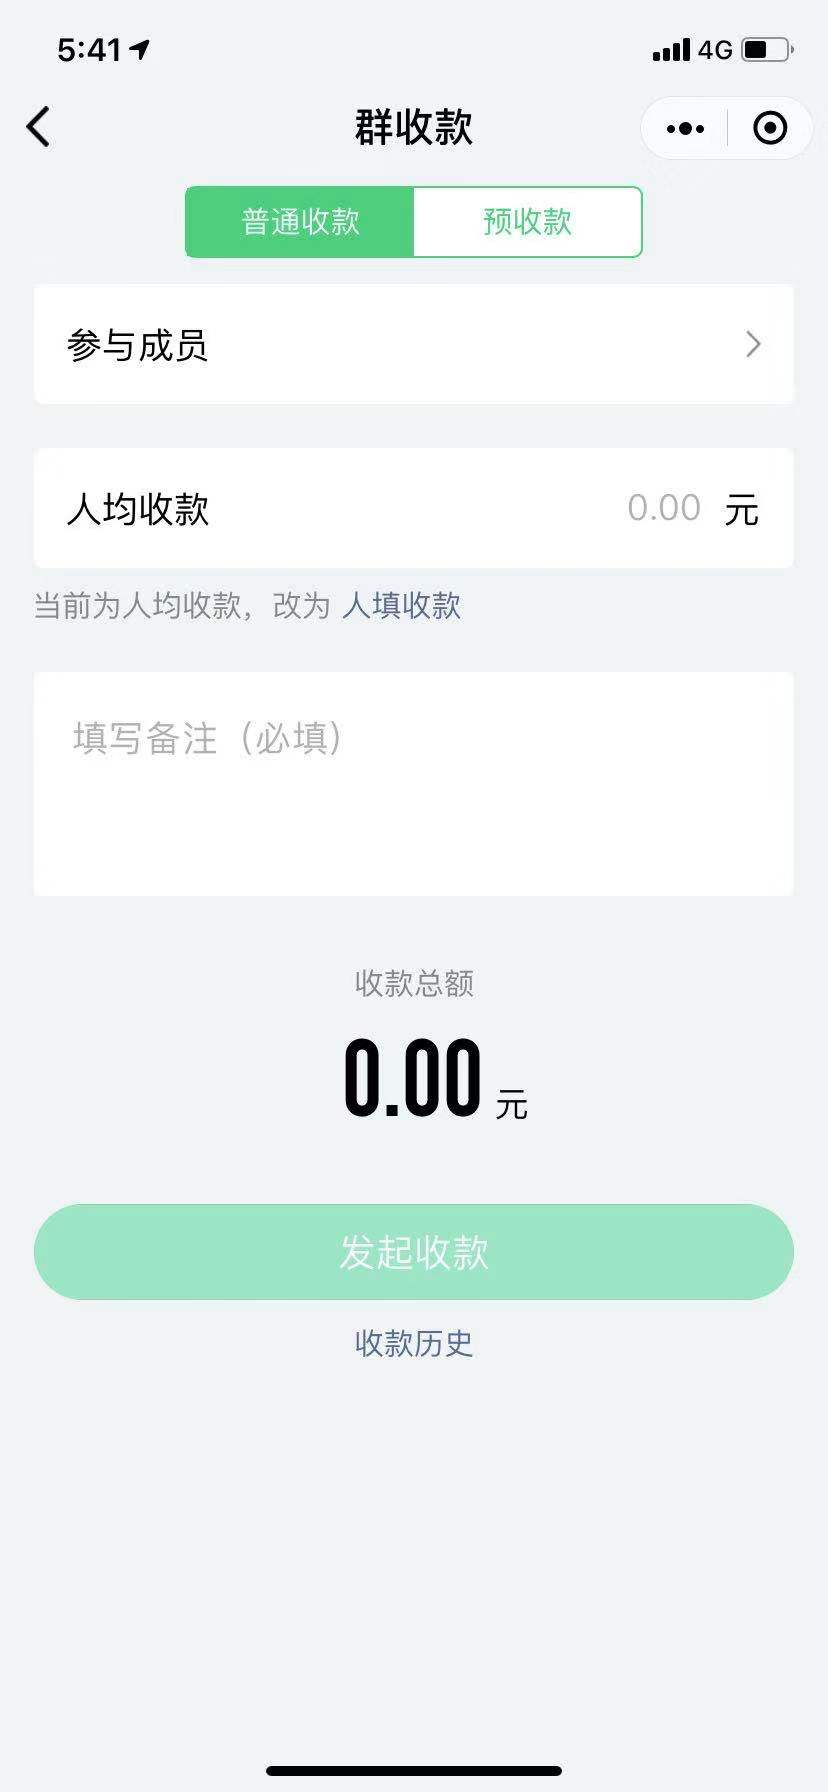 5:41 4G
群收款
普通收款 预收款
参与成员
人均收款 0.00 元
当前为人均收款，改为 人填收款
填写备注（必填）
收款总额
0.00 元
发起收款
收款历史